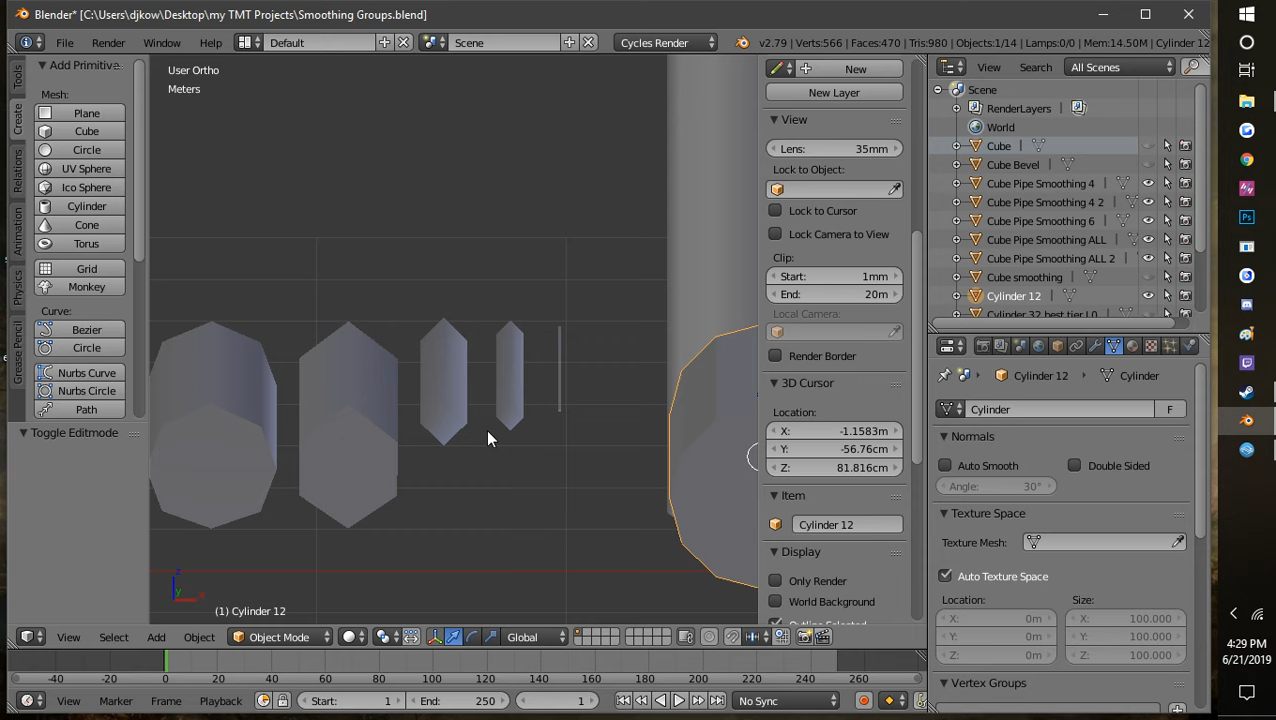 Blender* [C:\Users\djkow\Desktop\my TMT Projects\Smoothing Groups.blend]
File Render Window Help Default Scene Cycles Render v2.79 | Verts:566 | Faces:470 | Tris:980 | Objects:1/14 | Lamps:0/0 | Mem:14.50M | Cylinder 12
Tools
Create
Relations
Animation
Physics
Grease Pencil
Add Primitive
Mesh:
Plane
Cube
Circle
UV Sphere
Ico Sphere
Cylinder
Cone
Torus
Grid
Monkey
Curve:
Bezier
Circle
Nurbs Curve
Nurbs Circle
Path
Toggle Editmode
User Ortho
Meters
z
y
x
(1) Cylinder 12
View Select Add Object Object Mode Global
New
New Layer
View
Lens: 35mm
Lock to Object:
Lock to Cursor
Lock Camera to View
Clip:
Start: 1mm
End: 20m
Local Camera:
Render Border
3D Cursor
Location:
X: -1.1583m
Y: -56.76m
Z: 81.816m
Item
Cylinder 12
Display
Only Render
World Background
Outline Selected
View Search All Scenes
Scene
RenderLayers |
World
Cube |
Cube Bevel
Cube Pipe Smoothing 4
Cube Pipe Smoothing 4 2
Cube Pipe Smoothing 6
Cube Pipe Smoothing ALL
Cube Pipe Smoothing ALL 2
Cube smoothing
Cylinder 12
Cylinder 32 best tier L0
Cylinder 12 Cylinder
Cylinder F
Normals
Auto Smooth Double Sided
Angle: 30°
Texture Space
Texture Mesh:
Auto Texture Space
Location: Size:
X: 0m X: 100.000
Y: 0m Y: 100.000
Z: 0m Z: 100.000
Vertex Groups
-40 -20 0 20 40 60 80 100 120 140 160 180 200 220 240 260
View Marker Frame Playback Start: 1 End: 250 1 No Sync
Ps
4:29 PM
6/21/2019